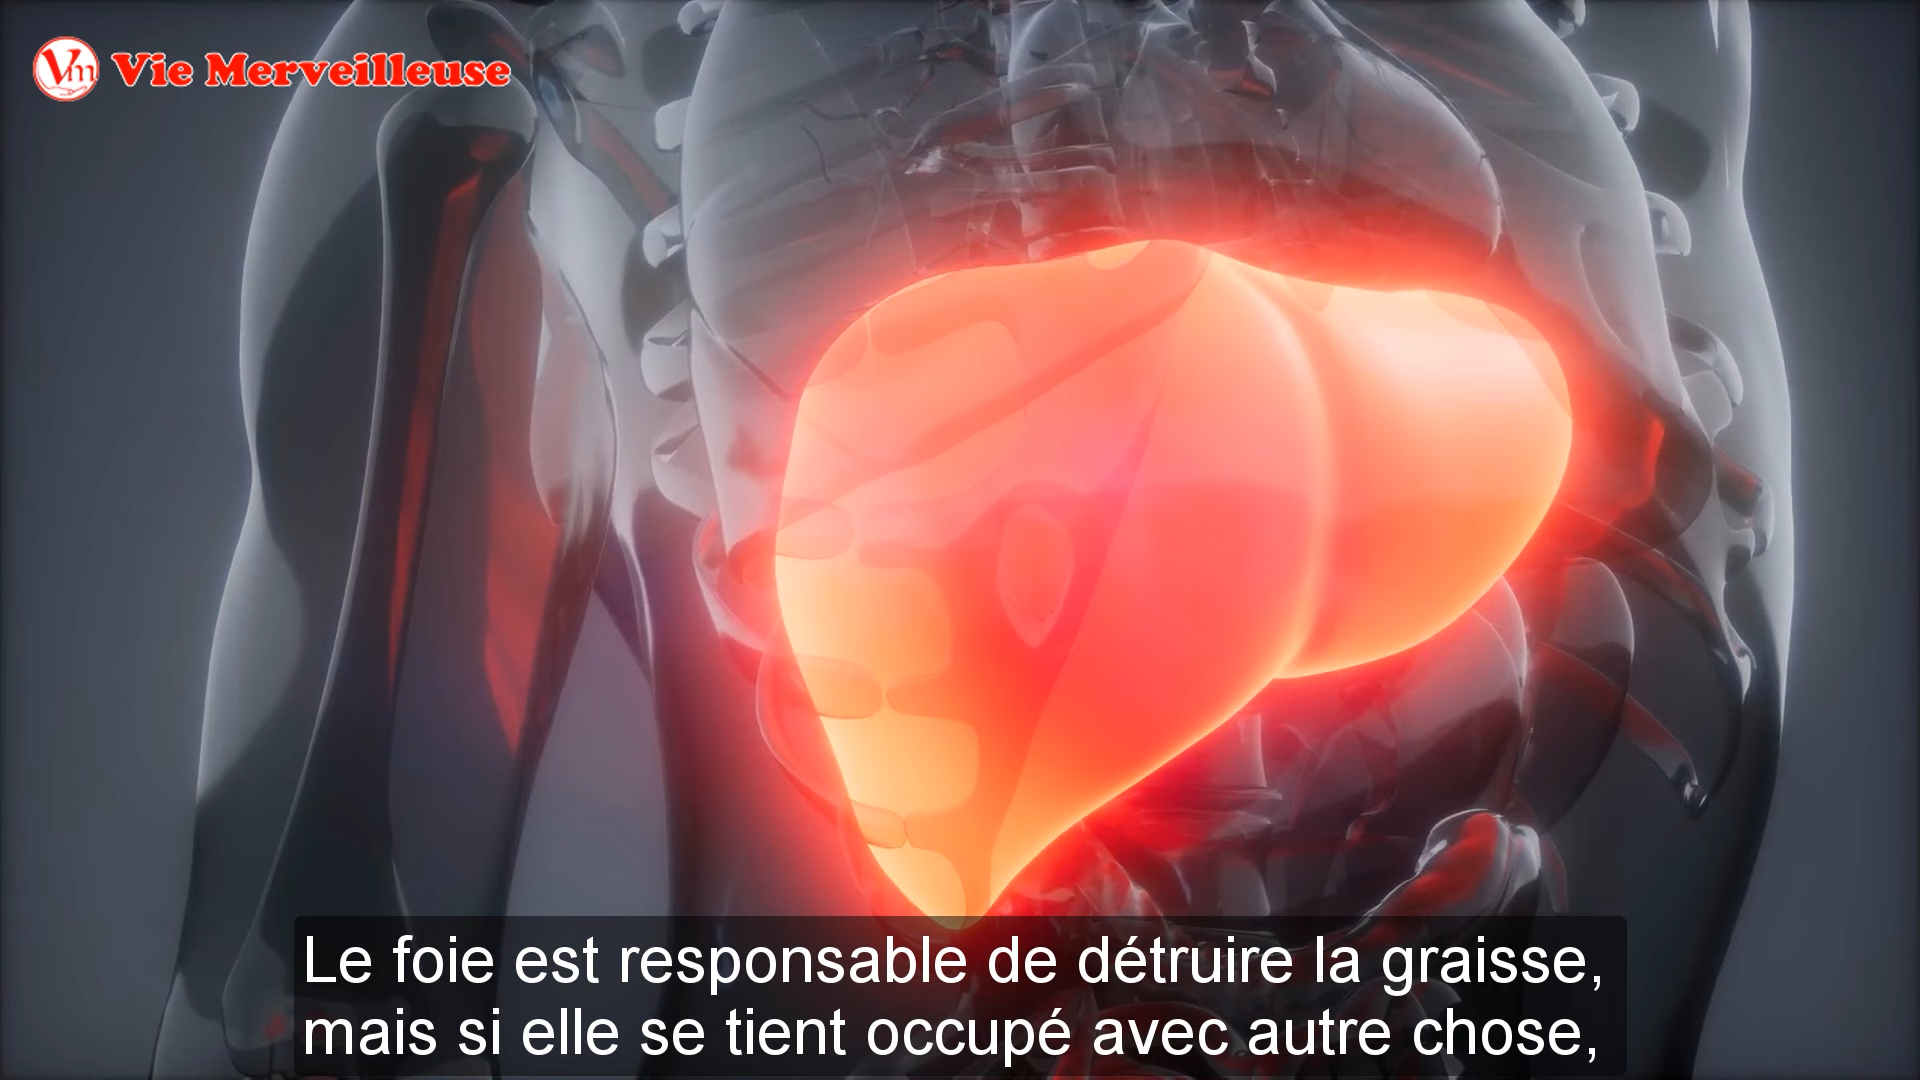 Vm Vie Merveilleuse
Le foie est responsable de détruire la graisse,
mais si elle se tient occupé avec autre chose,